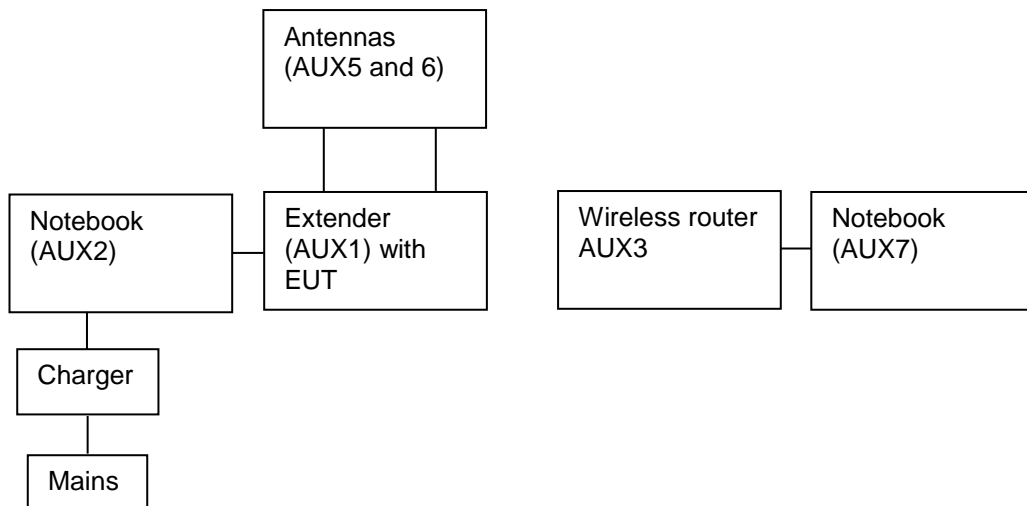 Antennas
(AUX5 and 6)
Notebook
(AUX2)
Extender
(AUX1) with
EUT
Wireless router
AUX3
Notebook
(AUX7)
Charger
Mains